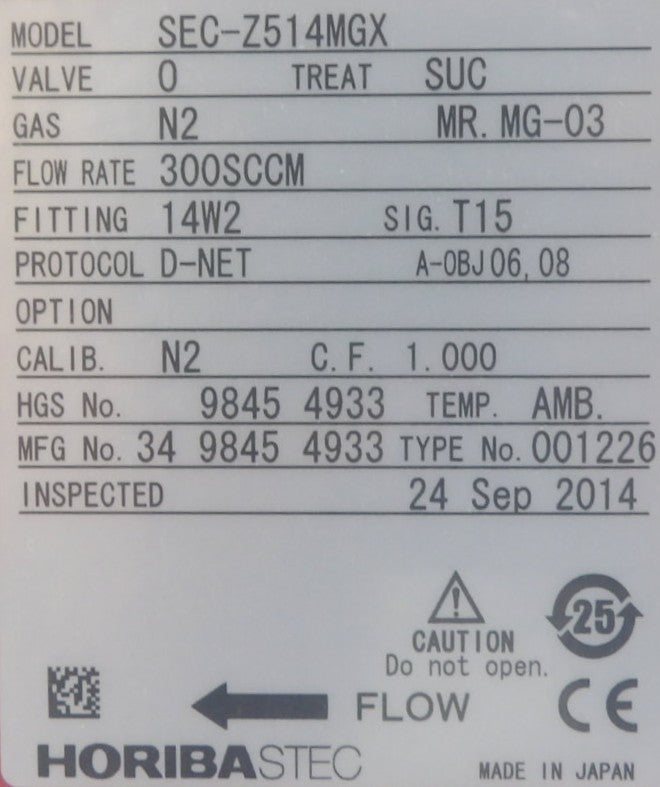 MODEL SEC-Z514MGX
VALVE O TREAT SUC
GAS N2 MR. MG-03
FLOW RATE 300SCCM
FITTING 14W2 SIG. T15
PROTOCOL D-NET A-OBJ06,08
OPTION
CALIB. N2 C.F. 1.000
HGS No. 9845 4933 TEMP. AMB.
MFG No. 34 9845 4933 TYPE No. 001226
INSPECTED 24 Sep 2014
25
CAUTION
Do not open.
FLOW CE
HORIBASTEC MADE IN JAPAN